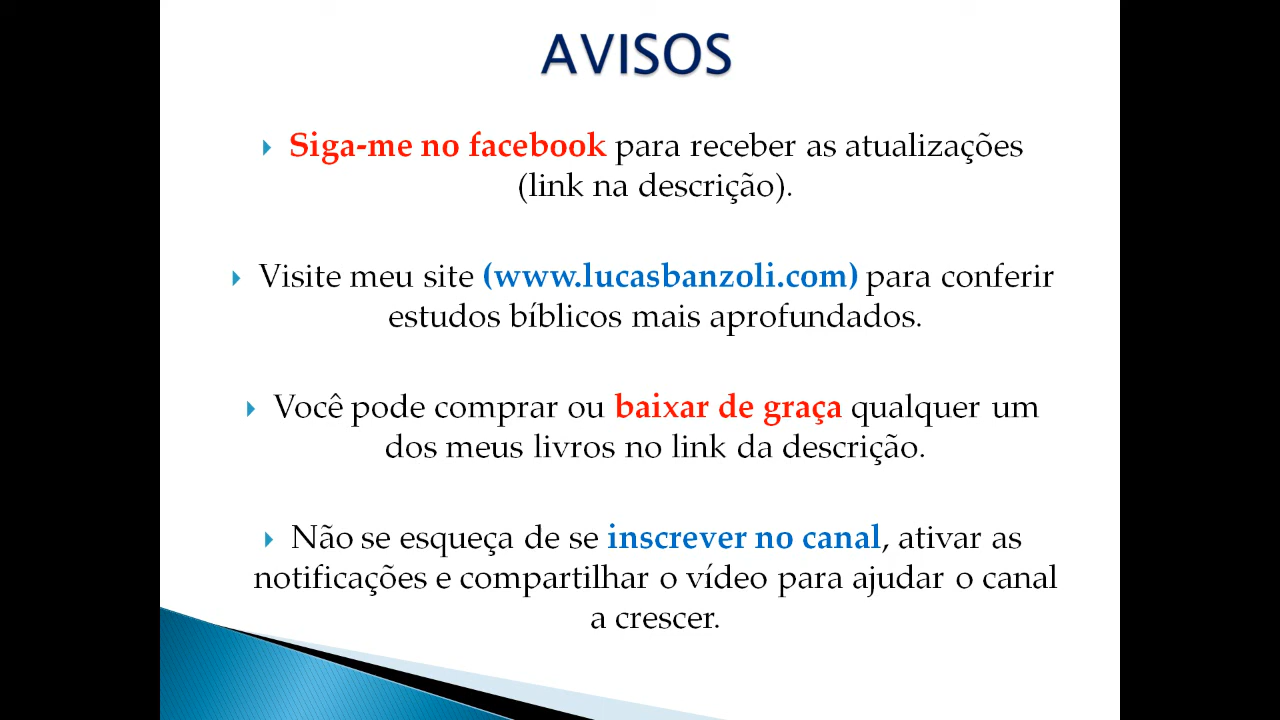 AVISOS
Siga-me no facebook para receber as atualizações
(link na descrição).
Visite meu site (www.lucasbanzoli.com) para conferir
estudos bíblicos mais aprofundados.
Você pode comprar ou baixar de graça qualquer um
dos meus livros no link da descrição.
Não se esqueça de se inscrever no canal, ativar as
notificações e compartilhar o vídeo para ajudar o canal
a crescer.